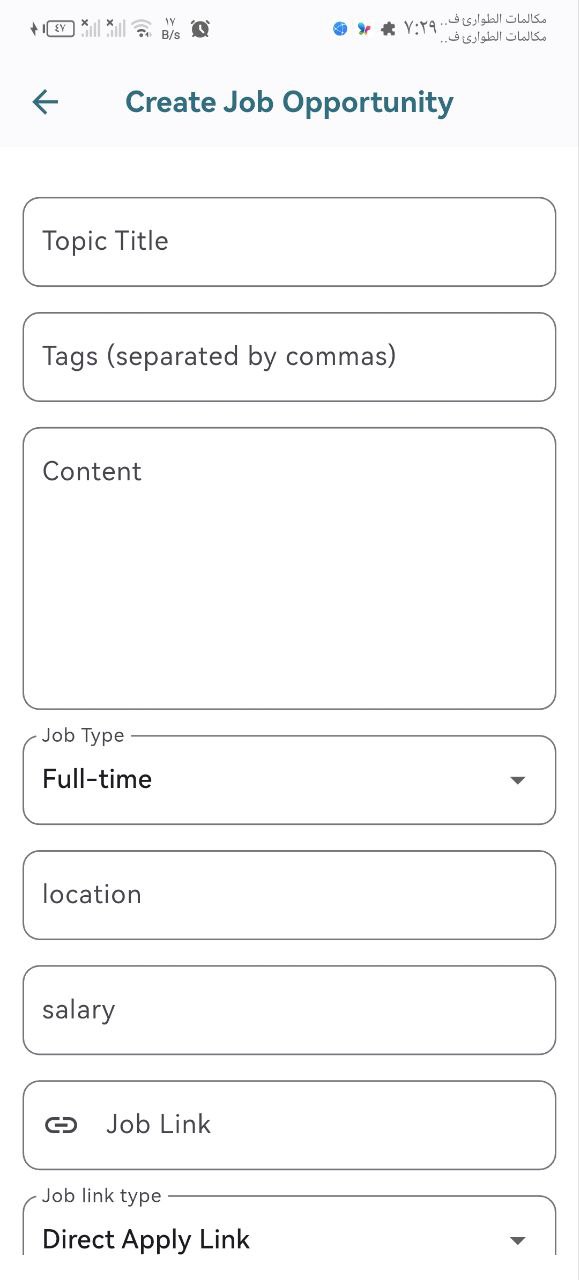 ٤٧
١٧
B/s
٧:٢٩
مكالمات الطوارئ ف..
مكالمات الطوارئ ف..
Create Job Opportunity
Topic Title
Tags (separated by commas)
Content
Job Type
Full-time
location
salary
Job Link
Job link type
Direct Apply Link